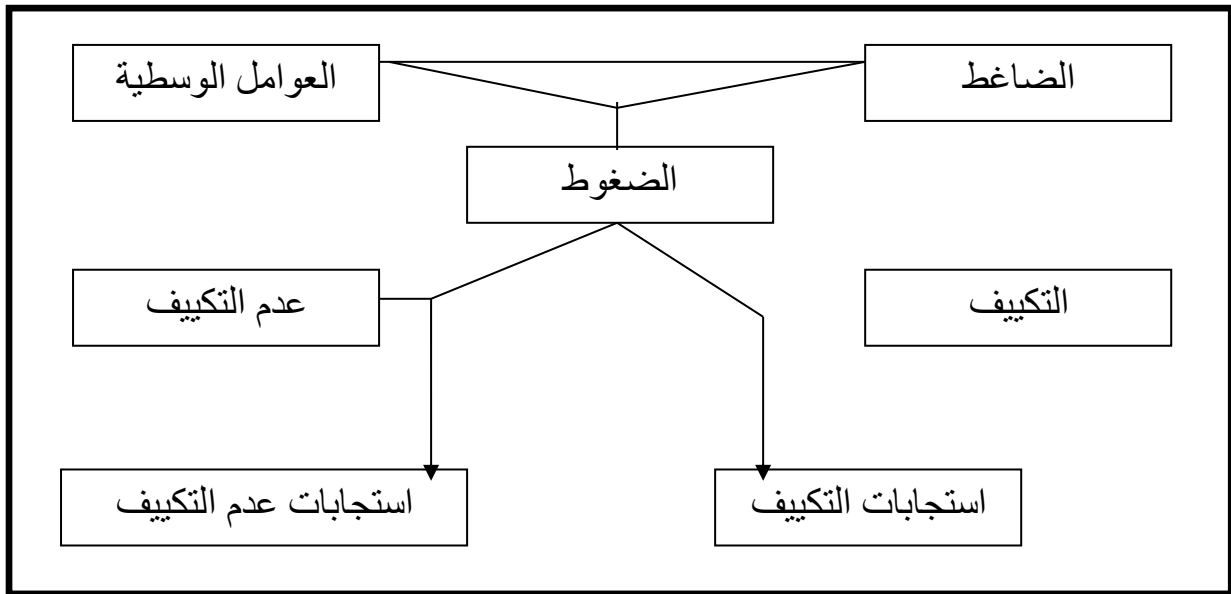 الضاغط
العوامل الوسطية
الضغوط
التكييف
عدم التكييف
استجابات التكييف
استجابات عدم التكييف